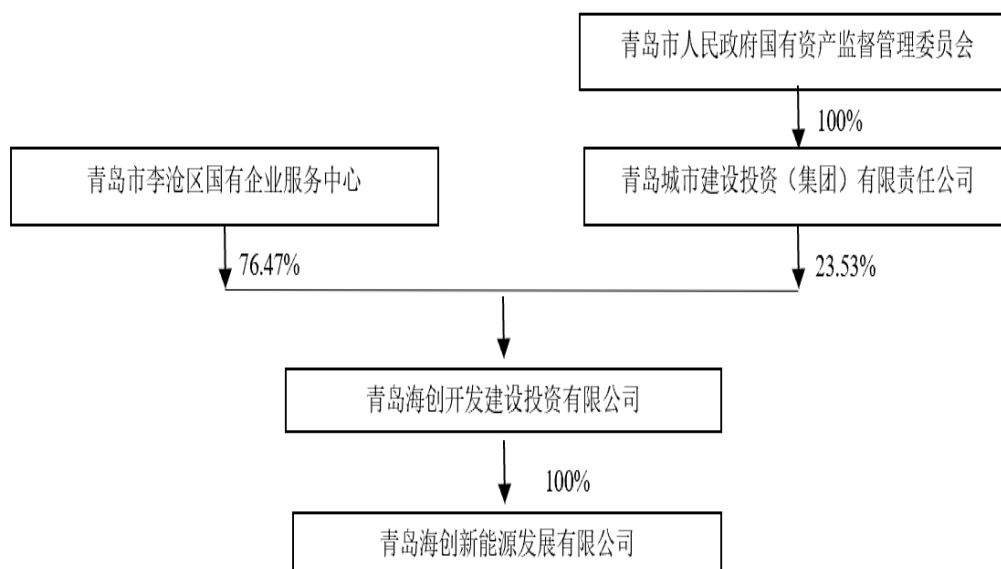 青岛市人民政府国有资产监督管理委员会
100%
青岛市李沧区国有企业服务中心
青岛城市建设投资（集团）有限责任公司
76.47%
23.53%
青岛海创开发建设投资有限公司
100%
青岛海创新能源发展有限公司